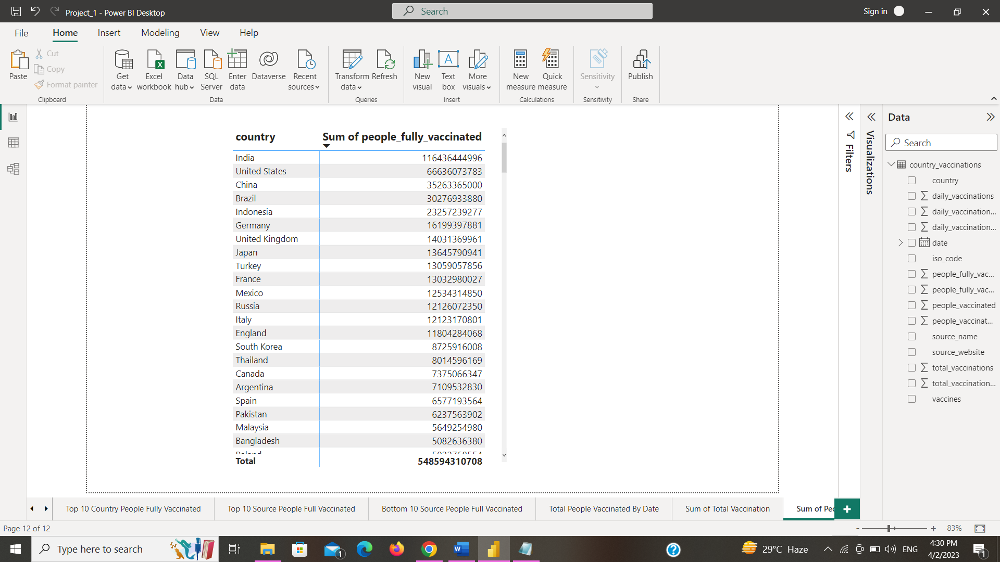 Project_1 - Power BI Desktop
Search
Sign in
File Home Insert Modeling View Help
Paste
Cut
Copy
Format painter
Clipboard
Get data
Excel workbook
Data hub
SQL Server
Enter data
Dataverse
Recent sources
Data
Transform data
Refresh
Queries
New visual
Text box
More visuals
Insert
New measure
Quick measure
Calculations
Sensitivity
Sensitivity
Publish
Share
country Sum of people_fully_vaccinated
India 116436444996
United States 66636073783
China 35263365000
Brazil 30276933880
Indonesia 23257239277
Germany 16199397881
United Kingdom 14031369961
Japan 13645790941
Turkey 13059057856
France 13032980027
Mexico 12534314850
Russia 12126072350
Italy 12123170801
England 11804284068
South Korea 8725916008
Thailand 8014596169
Canada 7375066347
Argentina 7109532830
Spain 6577193564
Pakistan 6237563902
Malaysia 5649254980
Bangladesh 5082636380
Total 548594310708
Filters
Visualizations
Data
Search
country_vaccinations
country
daily_vaccinations
daily_vaccination...
daily_vaccination...
date
iso_code
people_fully_vac...
people_fully_vac...
people_vaccinated
people_vaccinat...
source_name
source_website
total_vaccinations
total_vaccination...
vaccines
Top 10 Country People Fully Vaccinated
Top 10 Source People Full Vaccinated
Bottom 10 Source People Full Vaccinated
Total People Vaccinated By Date
Sum of Total Vaccination
Sum of Pec
Page 12 of 12
- + 83%
Type here to search
1
29°C Haze
ENG
4:30 PM
4/2/2023
1